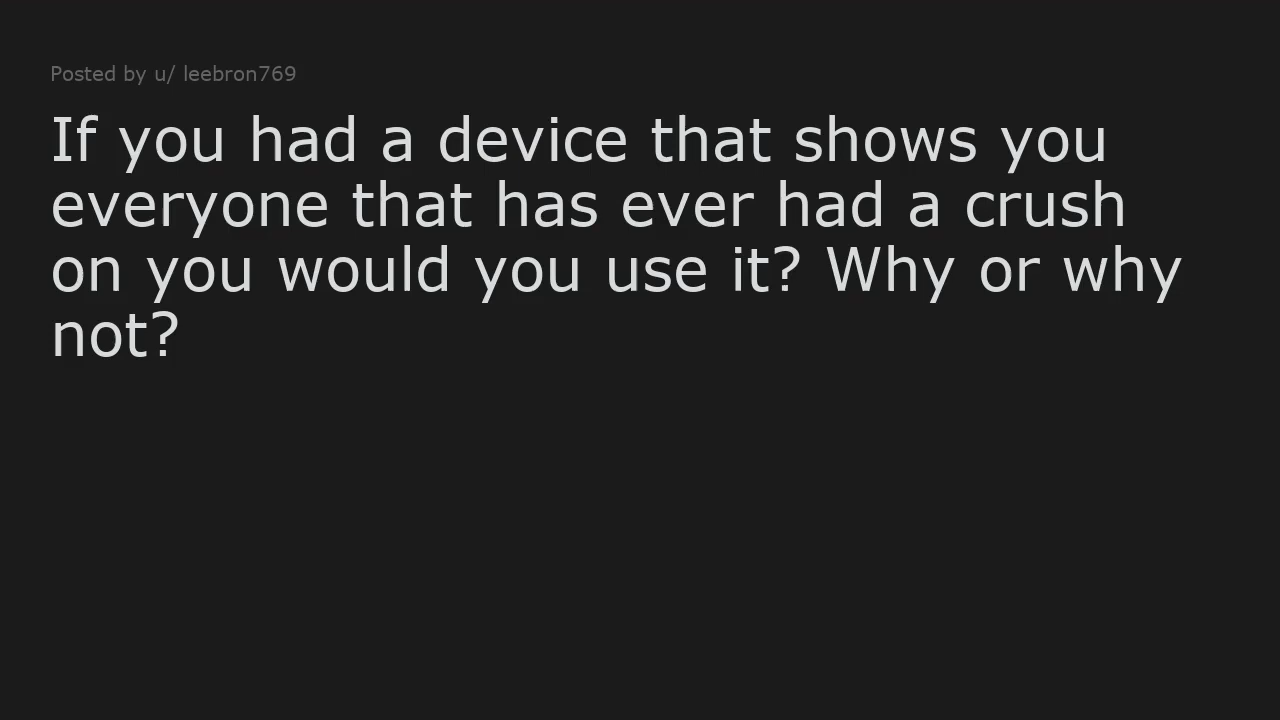 Posted by u/ leebron769
If you had a device that shows you
everyone that has ever had a crush
on you would you use it? Why or why
not?